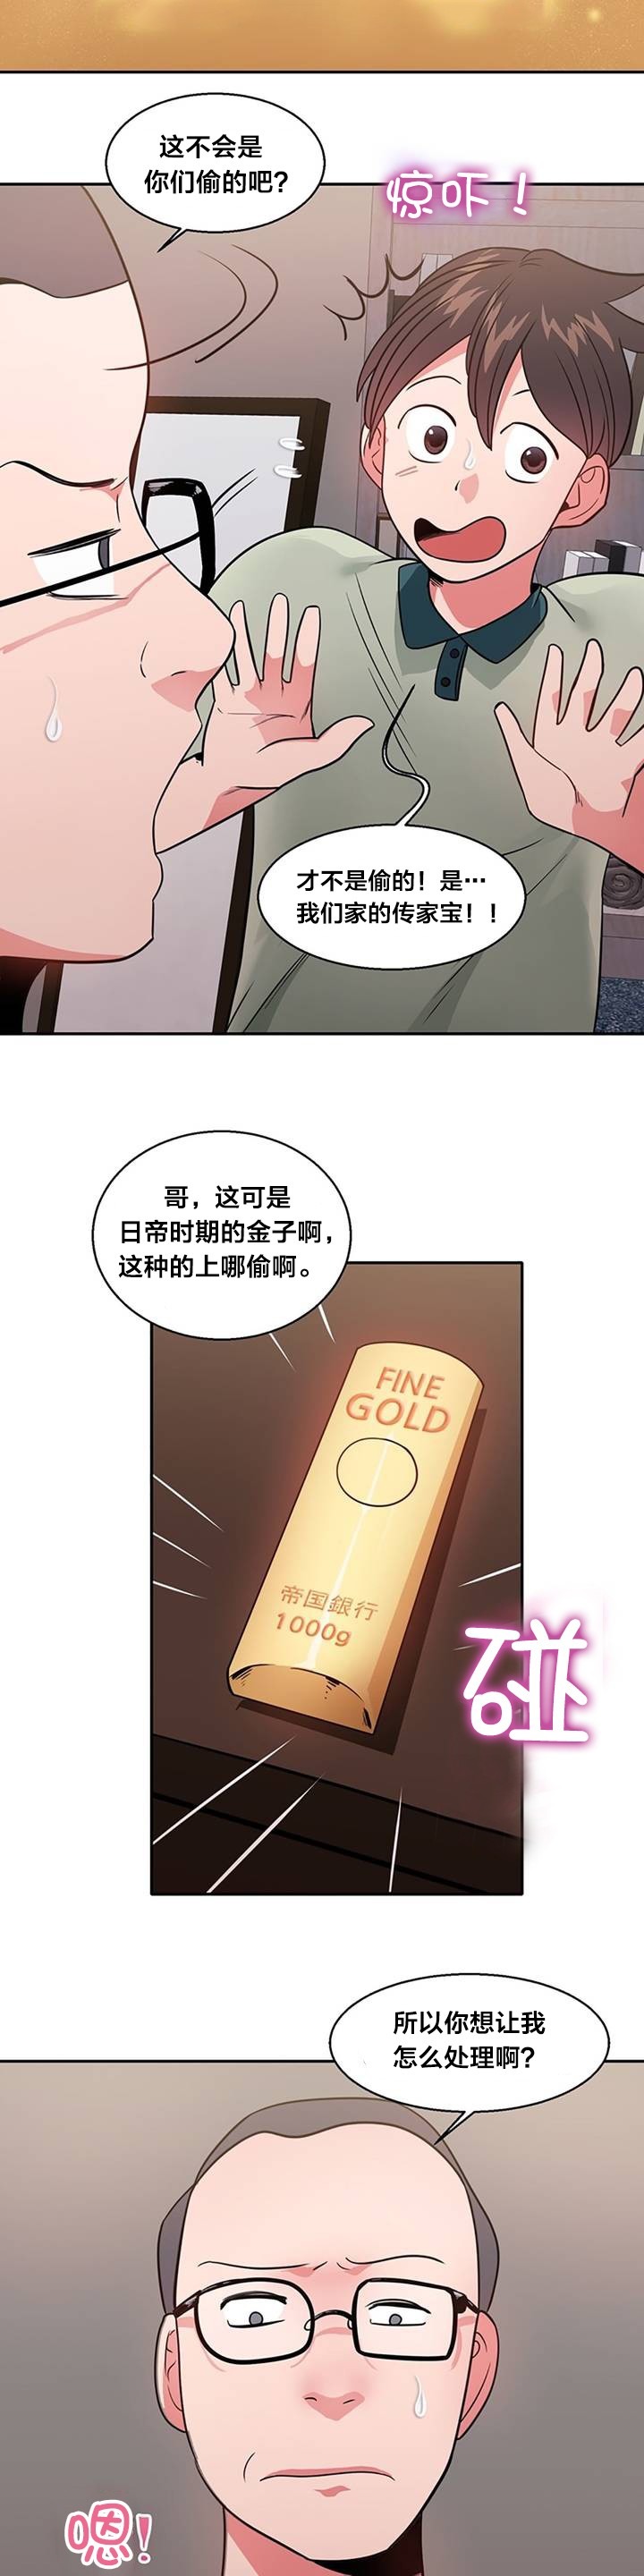 这不会是
你们偷的吧？
惊吓！
才不是偷的！是…
我们家的传家宝！！
哥，这可是
日帝时期的金子啊，
这种的上哪偷啊。
FINE
GOLD
帝国銀行
1000g
碰
所以你想让我
怎么处理啊？
嗯！